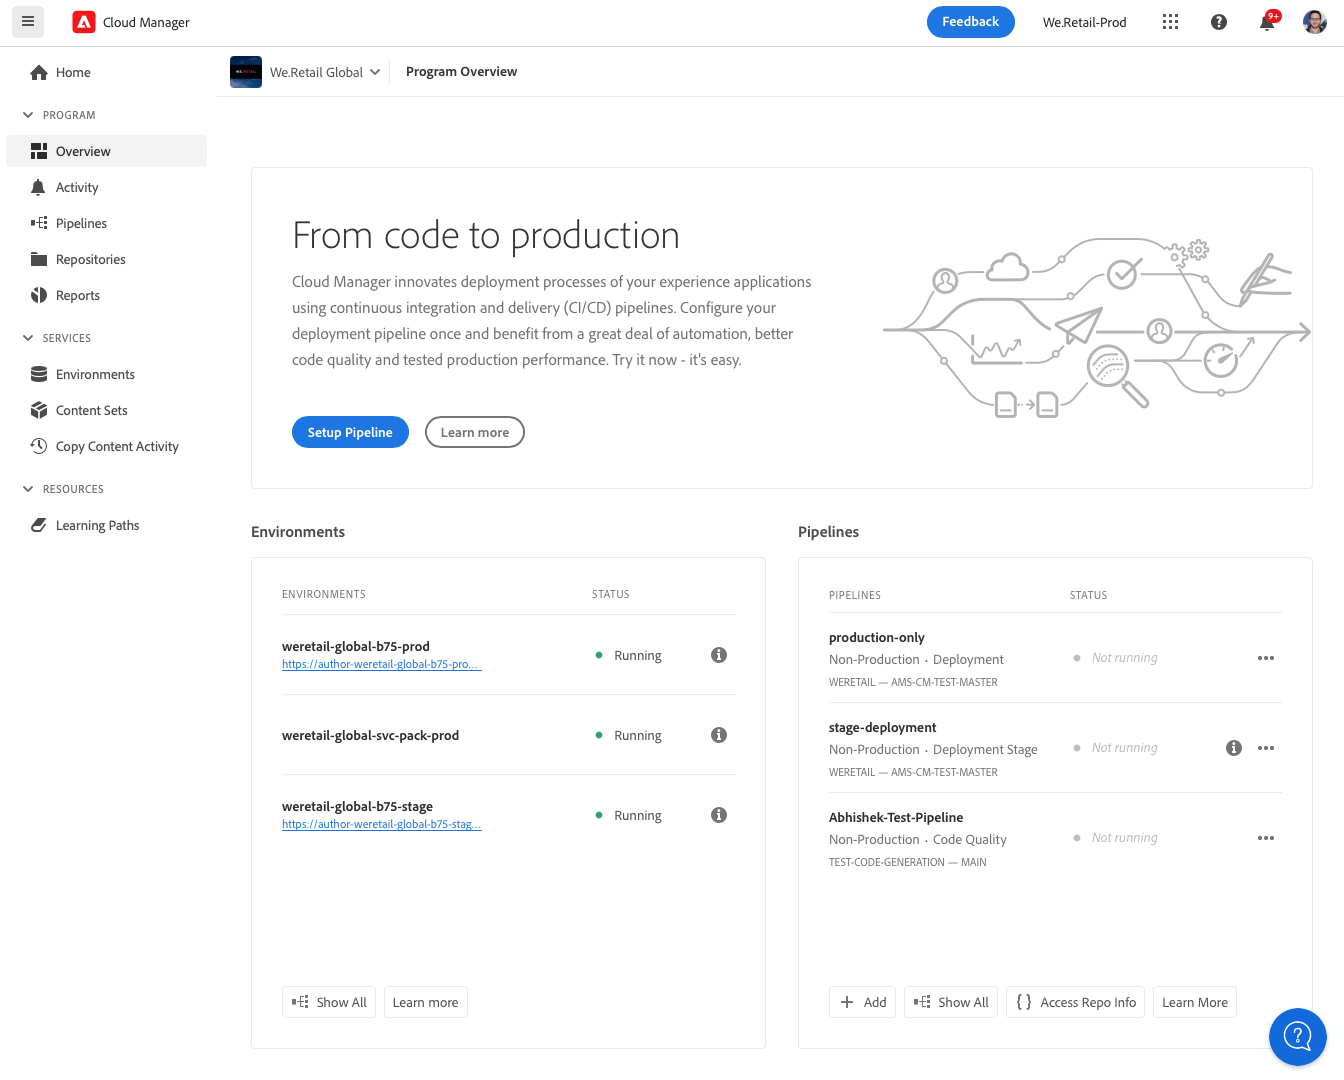 Cloud Manager
Feedback
We.Retail-Prod
9+
Home
WE.RETAIL
We.Retail Global
Program Overview
PROGRAM
Overview
Activity
Pipelines
Repositories
Reports
SERVICES
Environments
Content Sets
Copy Content Activity
RESOURCES
Learning Paths
From code to production
Cloud Manager innovates deployment processes of your experience applications
using continuous integration and delivery (CI/CD) pipelines. Configure your
deployment pipeline once and benefit from a great deal of automation, better
code quality and tested production performance. Try it now - it's easy.
Setup Pipeline
Learn more
Environments
ENVIRONMENTS STATUS
weretail-global-b75-prod
https://author-weretail-global-b75-pro...
Running
weretail-global-svc-pack-prod
Running
weretail-global-b75-stage
https://author-weretail-global-b75-stag...
Running
Show All
Learn more
Pipelines
PIPELINES STATUS
production-only
Non-Production · Deployment
WERETAIL — AMS-CM-TEST-MASTER
Not running
stage-deployment
Non-Production · Deployment Stage
WERETAIL — AMS-CM-TEST-MASTER
Not running
Abhishek-Test-Pipeline
Non-Production · Code Quality
TEST-CODE-GENERATION — MAIN
Not running
Add
Show All
Access Repo Info
Learn More